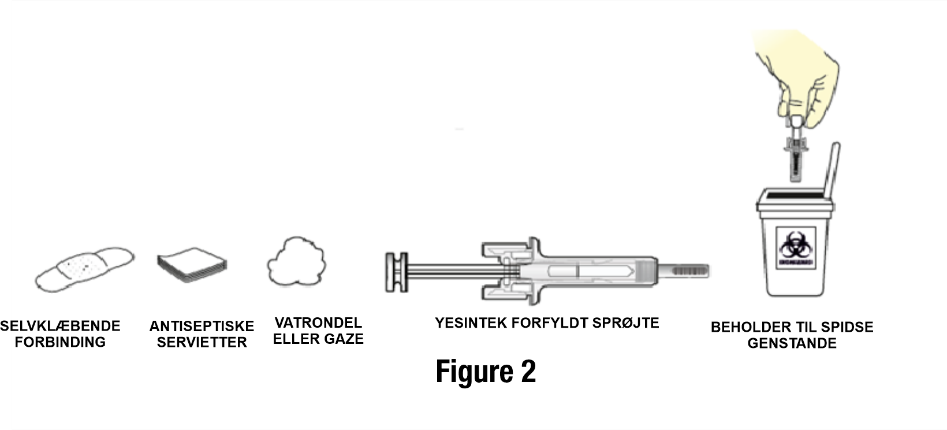 SELVKLÆBENDE
FORBINDING
ANTISEPTISKE
SERVIETTER
VATRONDEL
ELLER GAZE
YESINTEK FORFYLDT SPRØJTE
BEHOLDER TIL SPIDSE
GENSTANDE
Figure 2